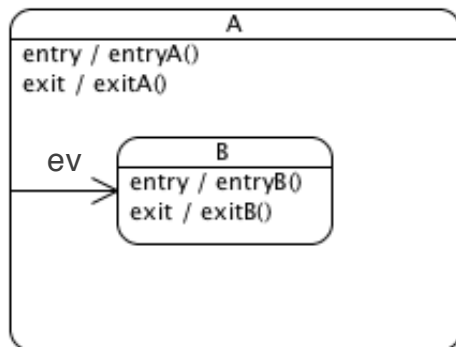 A
entry / entryA()
exit / exitA()
ev
B
entry / entryB()
exit / exitB()